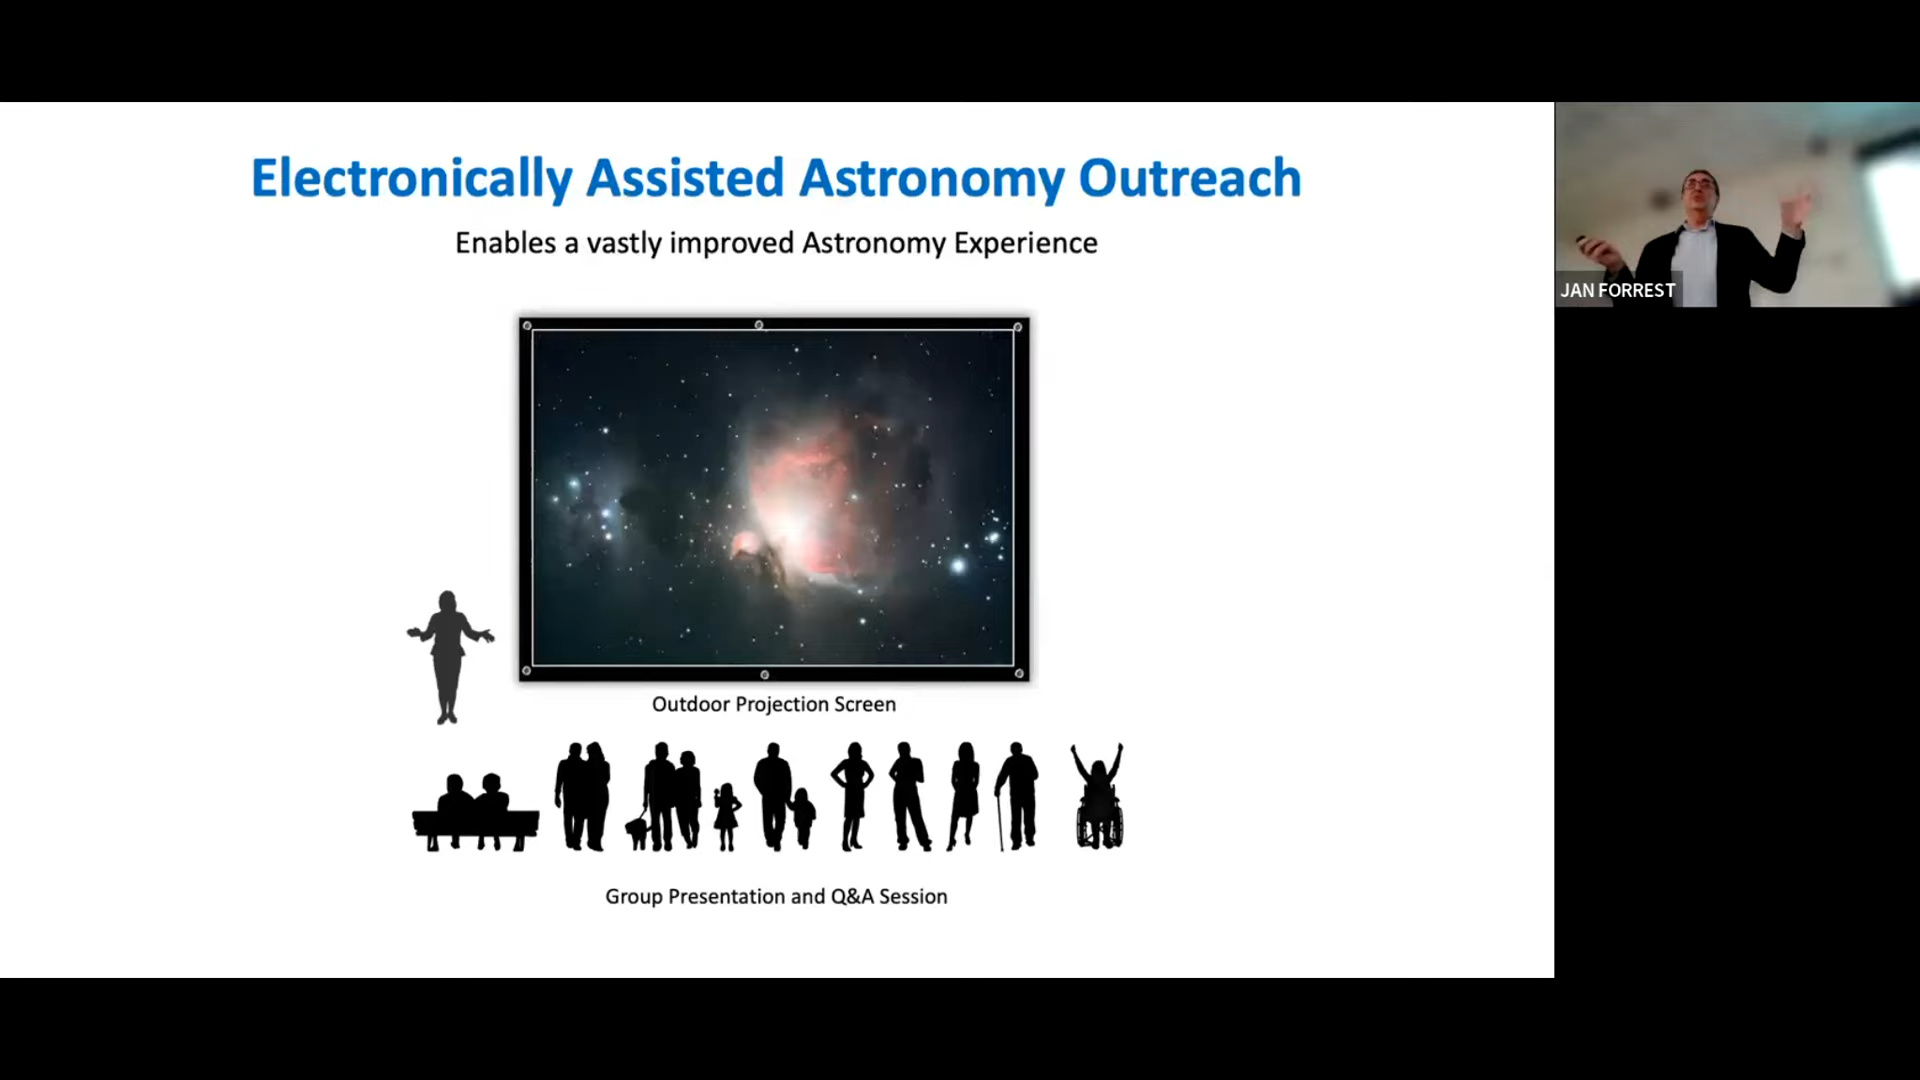 Electronically Assisted Astronomy Outreach
Enables a vastly improved Astronomy Experience
JAN FORREST
Outdoor Projection Screen
Group Presentation and Q&A Session